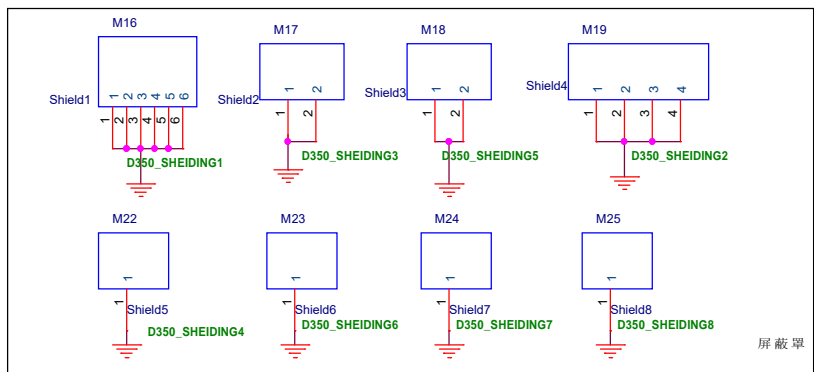 M16
M17
M18
M19
1 2 3 4 5 6
1 2
1 2
1 2 3 4
Shield1
Shield2
Shield3
Shield4
1 2 3 4 5 6
1 2
1 2
1 2 3 4
D350_SHEIDING1
D350_SHEIDING3
D350_SHEIDING5
D350_SHEIDING2
M22
M23
M24
M25
1
1
1
1
1
1
1
1
Shield5
Shield6
Shield7
Shield8
D350_SHEIDING4
D350_SHEIDING6
D350_SHEIDING7
D350_SHEIDING8
屏蔽罩